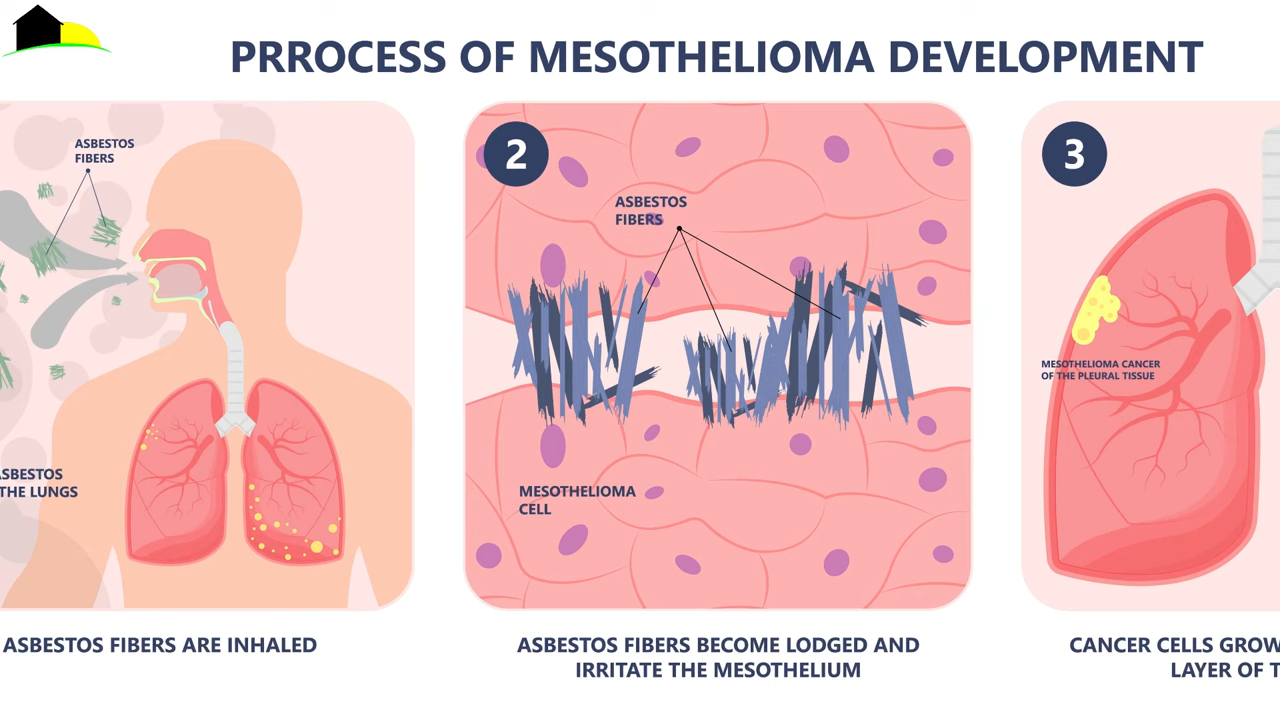 PRROCESS OF MESOTHELIOMA DEVELOPMENT
ASBESTOS
FIBERS
THE LUNGS
ASBESTOS FIBERS ARE INHALED
2
ASBESTOS
FIBERS
MESOTHELIOMA
CELL
ASBESTOS FIBERS BECOME LODGED AND
IRRITATE THE MESOTHELIUM
3
MESOTHELIOMA CANCER
OF THE PLEURAL TISSUE
CANCER CELLS GROW
LAYER OF